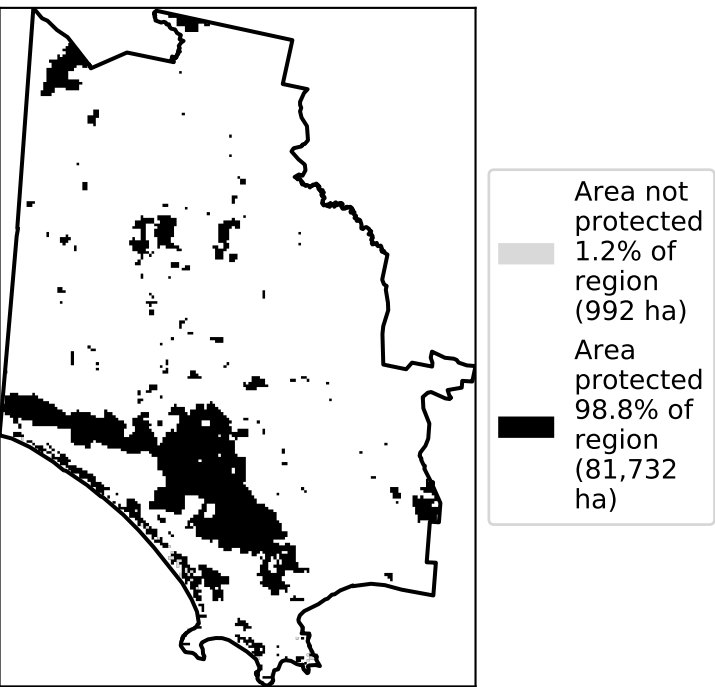 Area not
protected
1.2% of
region
(992 ha)
Area
protected
98.8% of
region
(81,732
ha)